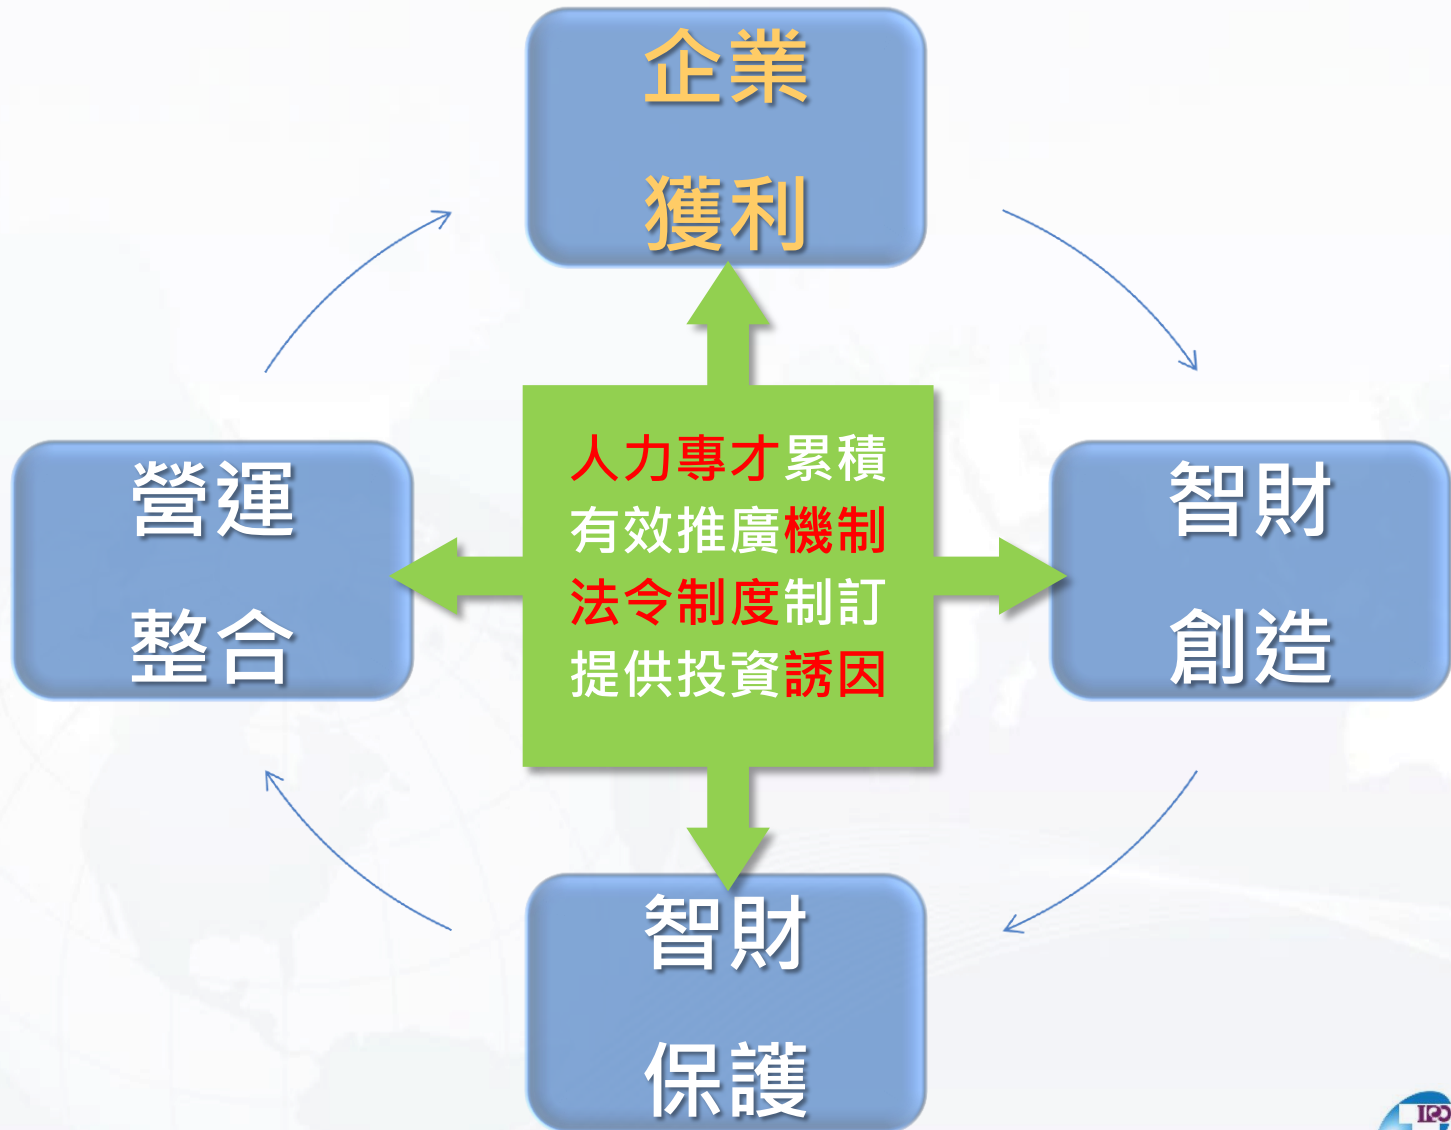 企業
獲利
人力專才累積
有效推廣機制
法令制度制訂
提供投資誘因
營運
整合
智財
創造
智財
保護